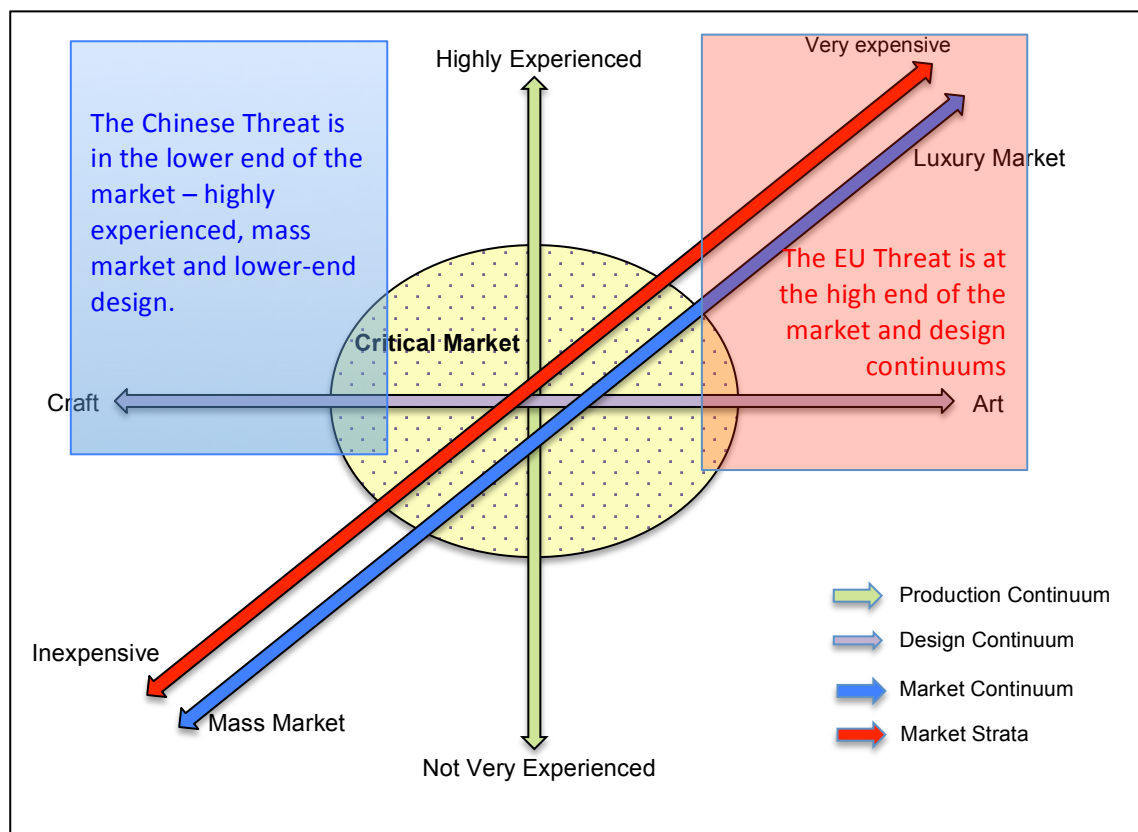 Very expensive
Highly Experienced
The Chinese Threat is
in the lower end of the
market – highly
experienced, mass
market and lower-end
design.
Luxury Market
The EU Threat is at
the high end of the
market and design
continuums
Critical Market
Craft
Art
Inexpensive
Mass Market
Not Very Experienced
Production Continuum
Design Continuum
Market Continuum
Market Strata